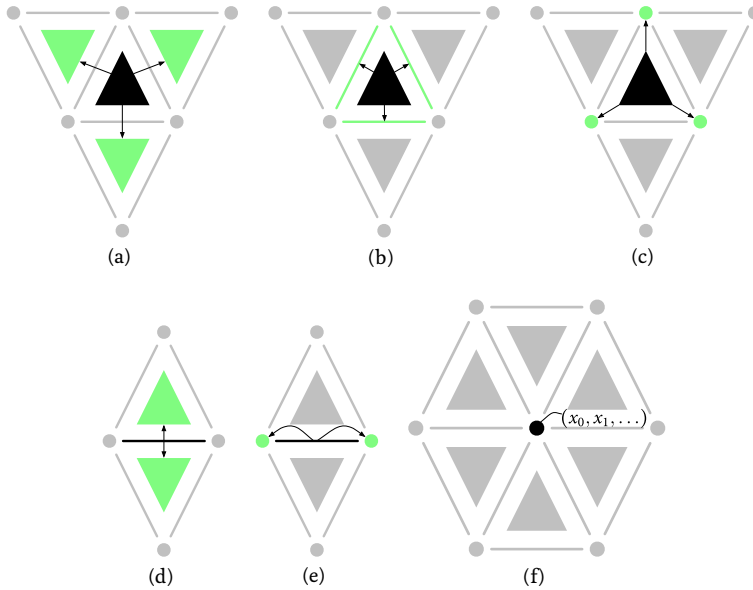 (a)
(b)
(c)
(x₀, x₁, . . .)
(d)
(e)
(f)